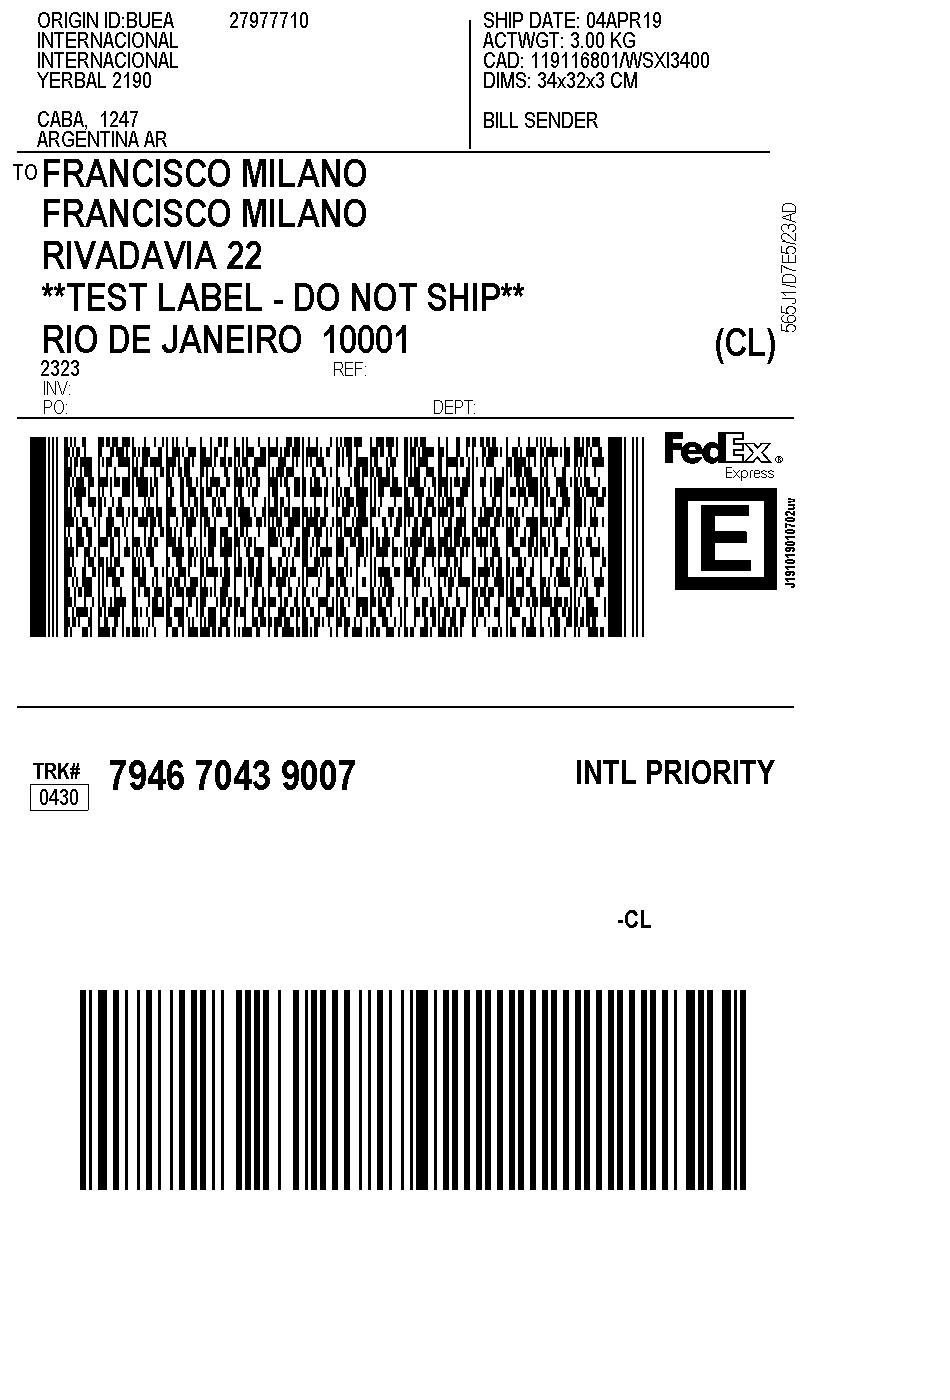 ORIGIN ID:BUEA 27977710
INTERNACIONAL
INTERNACIONAL
YERBAL 2190
CABA, 1247
ARGENTINA AR
SHIP DATE: 04APR19
ACTWGT: 3.00 KG
CAD: 119116801/WSXI3400
DIMS: 34x32x3 CM
BILL SENDER
TO FRANCISCO MILANO
FRANCISCO MILANO
RIVADAVIA 22
**TEST LABEL - DO NOT SHIP**
RIO DE JANEIRO 10001
(CL)
2323 REF:
INV:
PO: DEPT:
565J1/D7E5/23AD
FedEx®
Express
E
J191019010702uv
TRK# 7946 7043 9007 INTL PRIORITY
0430
-CL